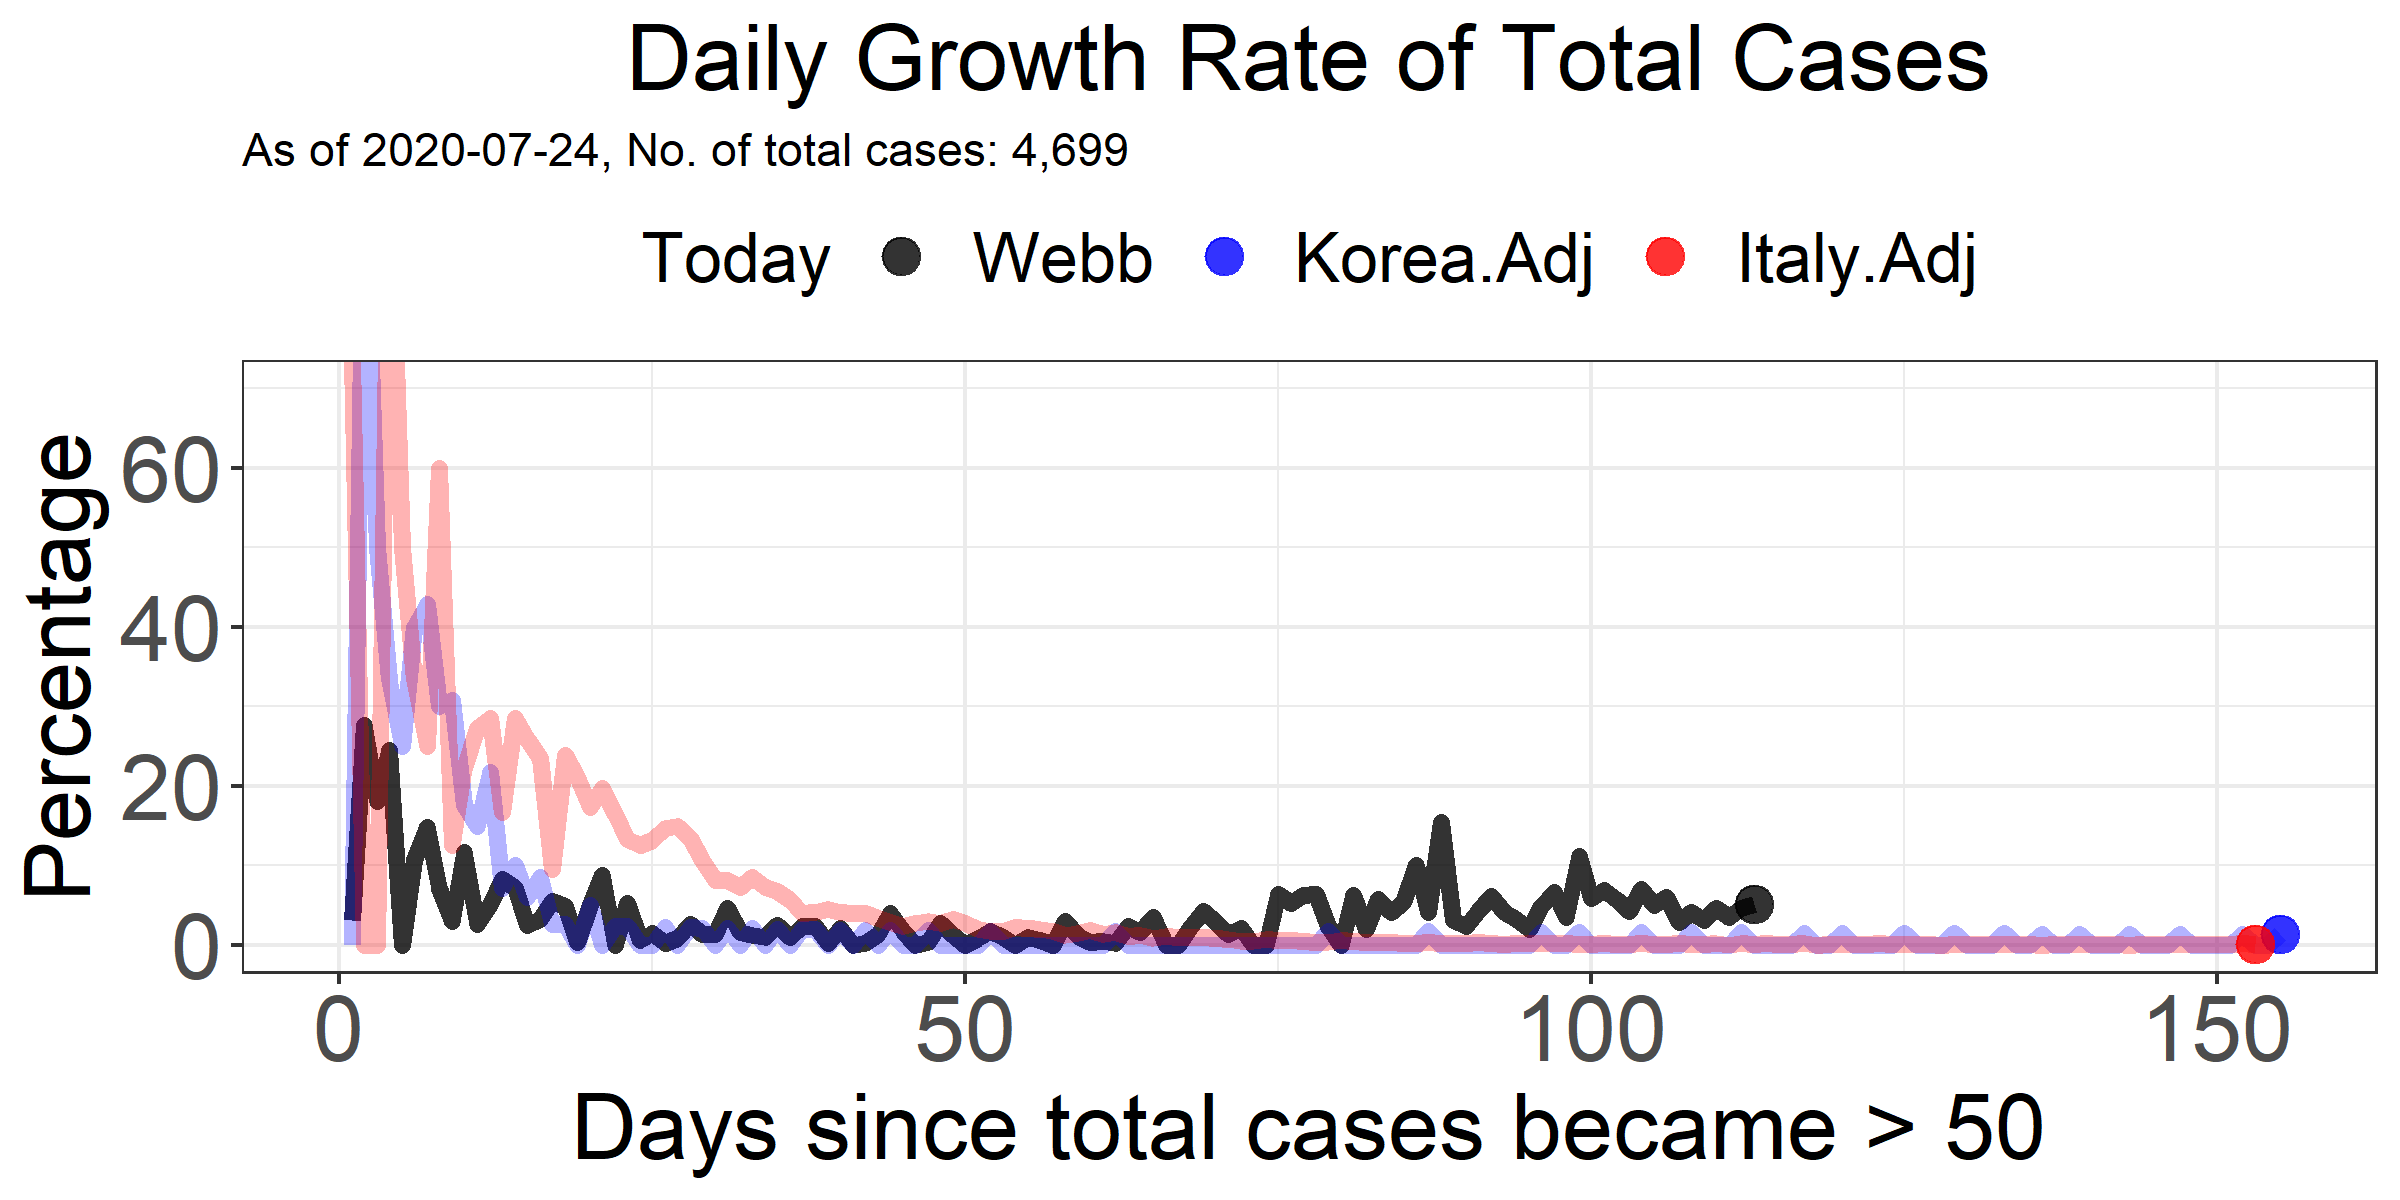 Daily Growth Rate of Total Cases
As of 2020-07-24, No. of total cases: 4,699
Today Webb Korea.Adj Italy.Adj
Percentage
60
40
20
0
0 50 100 150
Days since total cases became > 50